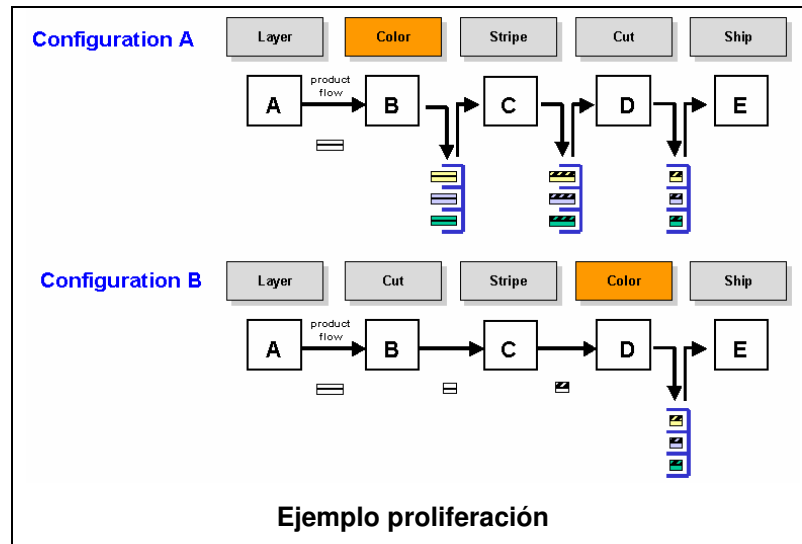 Configuration A
Layer Color Stripe Cut Ship
product
flow
A B C D E
Configuration B
Layer Cut Stripe Color Ship
product
flow
A B C D E
Ejemplo proliferación